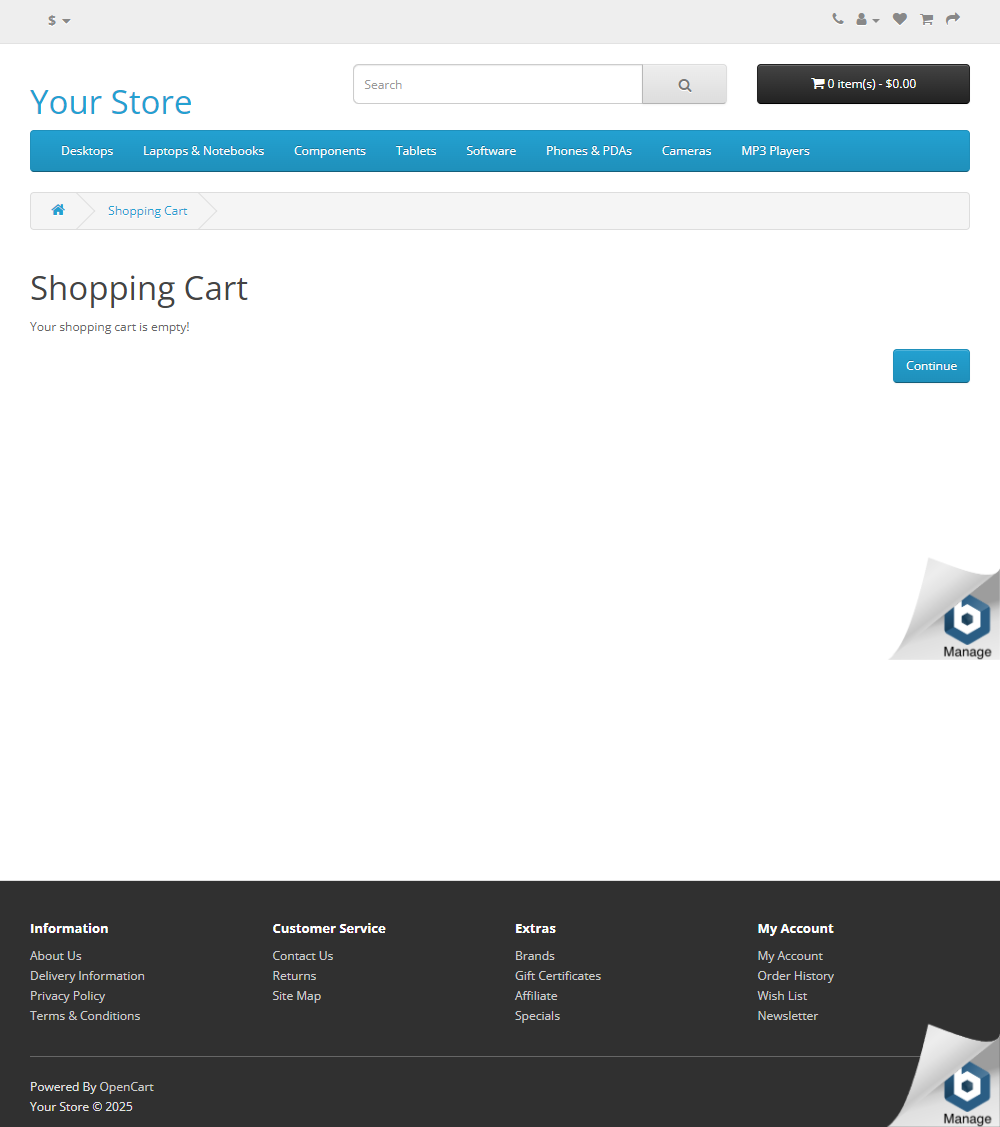 $
Your Store
Search
0 item(s) - $0.00
Desktops Laptops & Notebooks Components Tablets Software Phones & PDAs Cameras MP3 Players
Shopping Cart
Shopping Cart
Your shopping cart is empty!
Continue
Manage
Information
About Us
Delivery Information
Privacy Policy
Terms & Conditions
Customer Service
Contact Us
Returns
Site Map
Extras
Brands
Gift Certificates
Affiliate
Specials
My Account
My Account
Order History
Wish List
Newsletter
Powered By OpenCart
Your Store © 2025
Manage